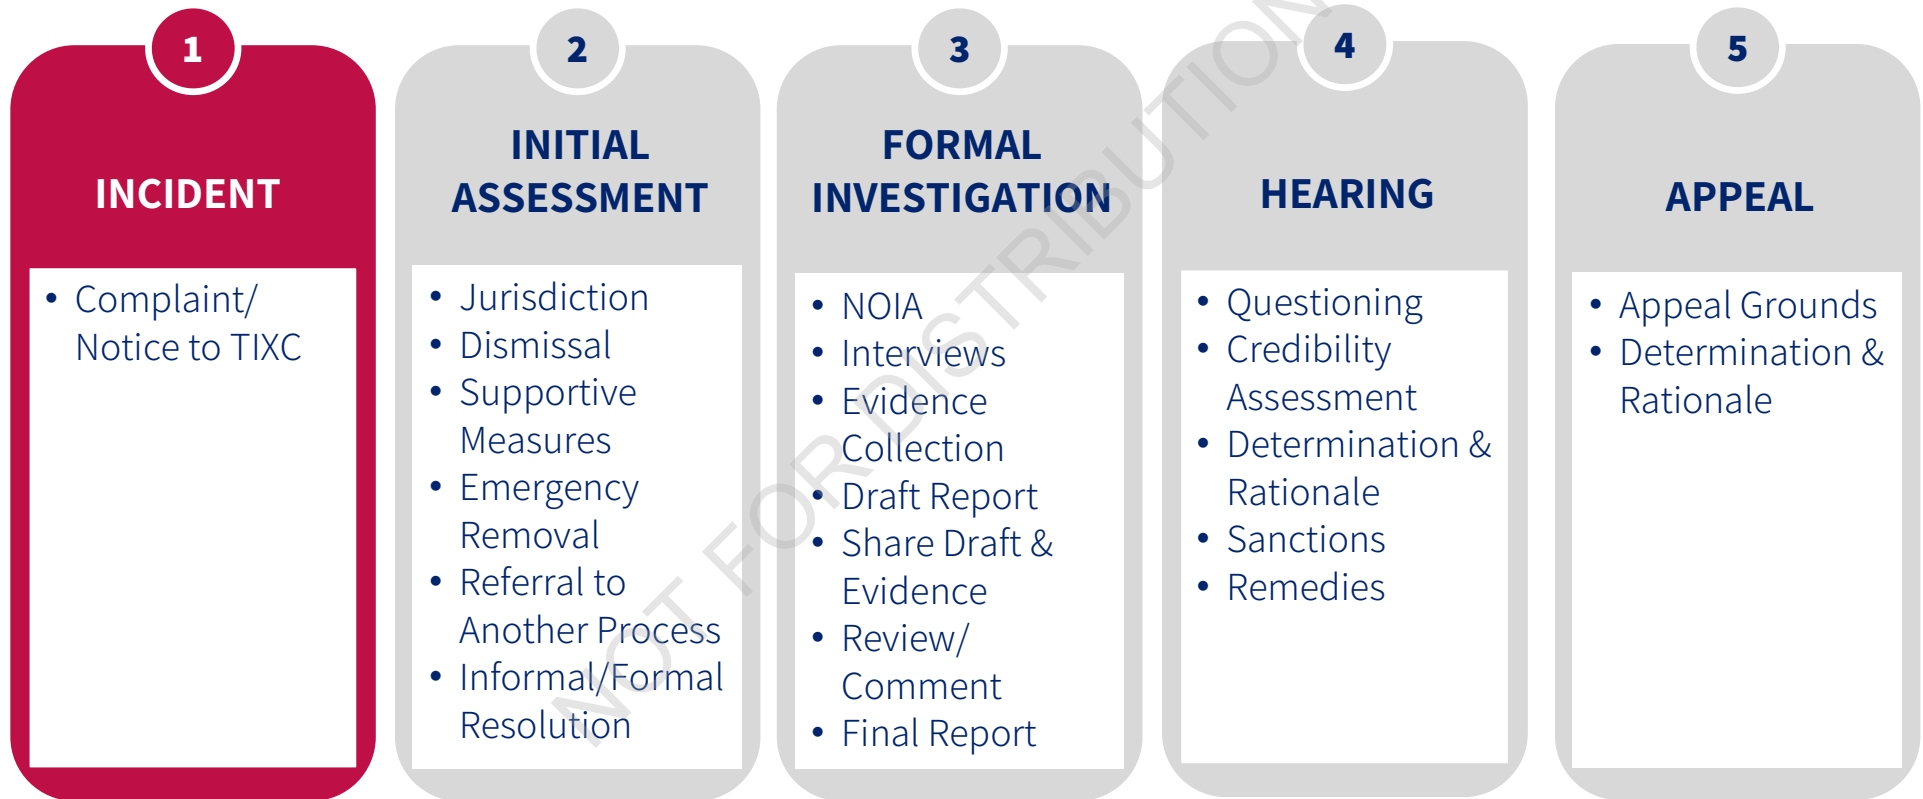 1
INCIDENT
• Complaint/
Notice to TIXC
2
INITIAL
ASSESSMENT
• Jurisdiction
• Dismissal
• Supportive
Measures
• Emergency
Removal
• Referral to
Another Process
• Informal/Formal
Resolution
3
FORMAL
INVESTIGATION
• NOIA
• Interviews
• Evidence
Collection
• Draft Report
• Share Draft &
Evidence
• Review/
Comment
• Final Report
4
HEARING
• Questioning
• Credibility
Assessment
• Determination &
Rationale
• Sanctions
• Remedies
5
APPEAL
• Appeal Grounds
• Determination &
Rationale
NOT FOR DISTRIBUTION